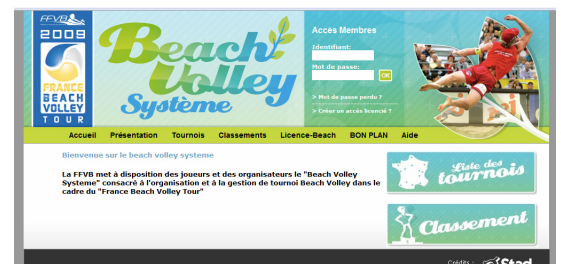 FFVB
2009
FRANCE
BEACH
VOLLEY
TOUR
Beach
Volley
Système
Accés Membres
Identifiant:
Mot de passe:
OK
> Mot de passe perdu ?
> Créer un accès licencié ?
Accueil Présentation Tournois Classements Licence-Beach BON PLAN Aide
Bienvenue sur le beach volley systeme
La FFVB met à disposition des joueurs et des organisateurs le "Beach Volley
Systeme" consacré à l'organisation et à la gestion de tournoi Beach Volley dans le
cadre du "France Beach Volley Tour"
Liste des
tournois
Classement
Crédits : Stad